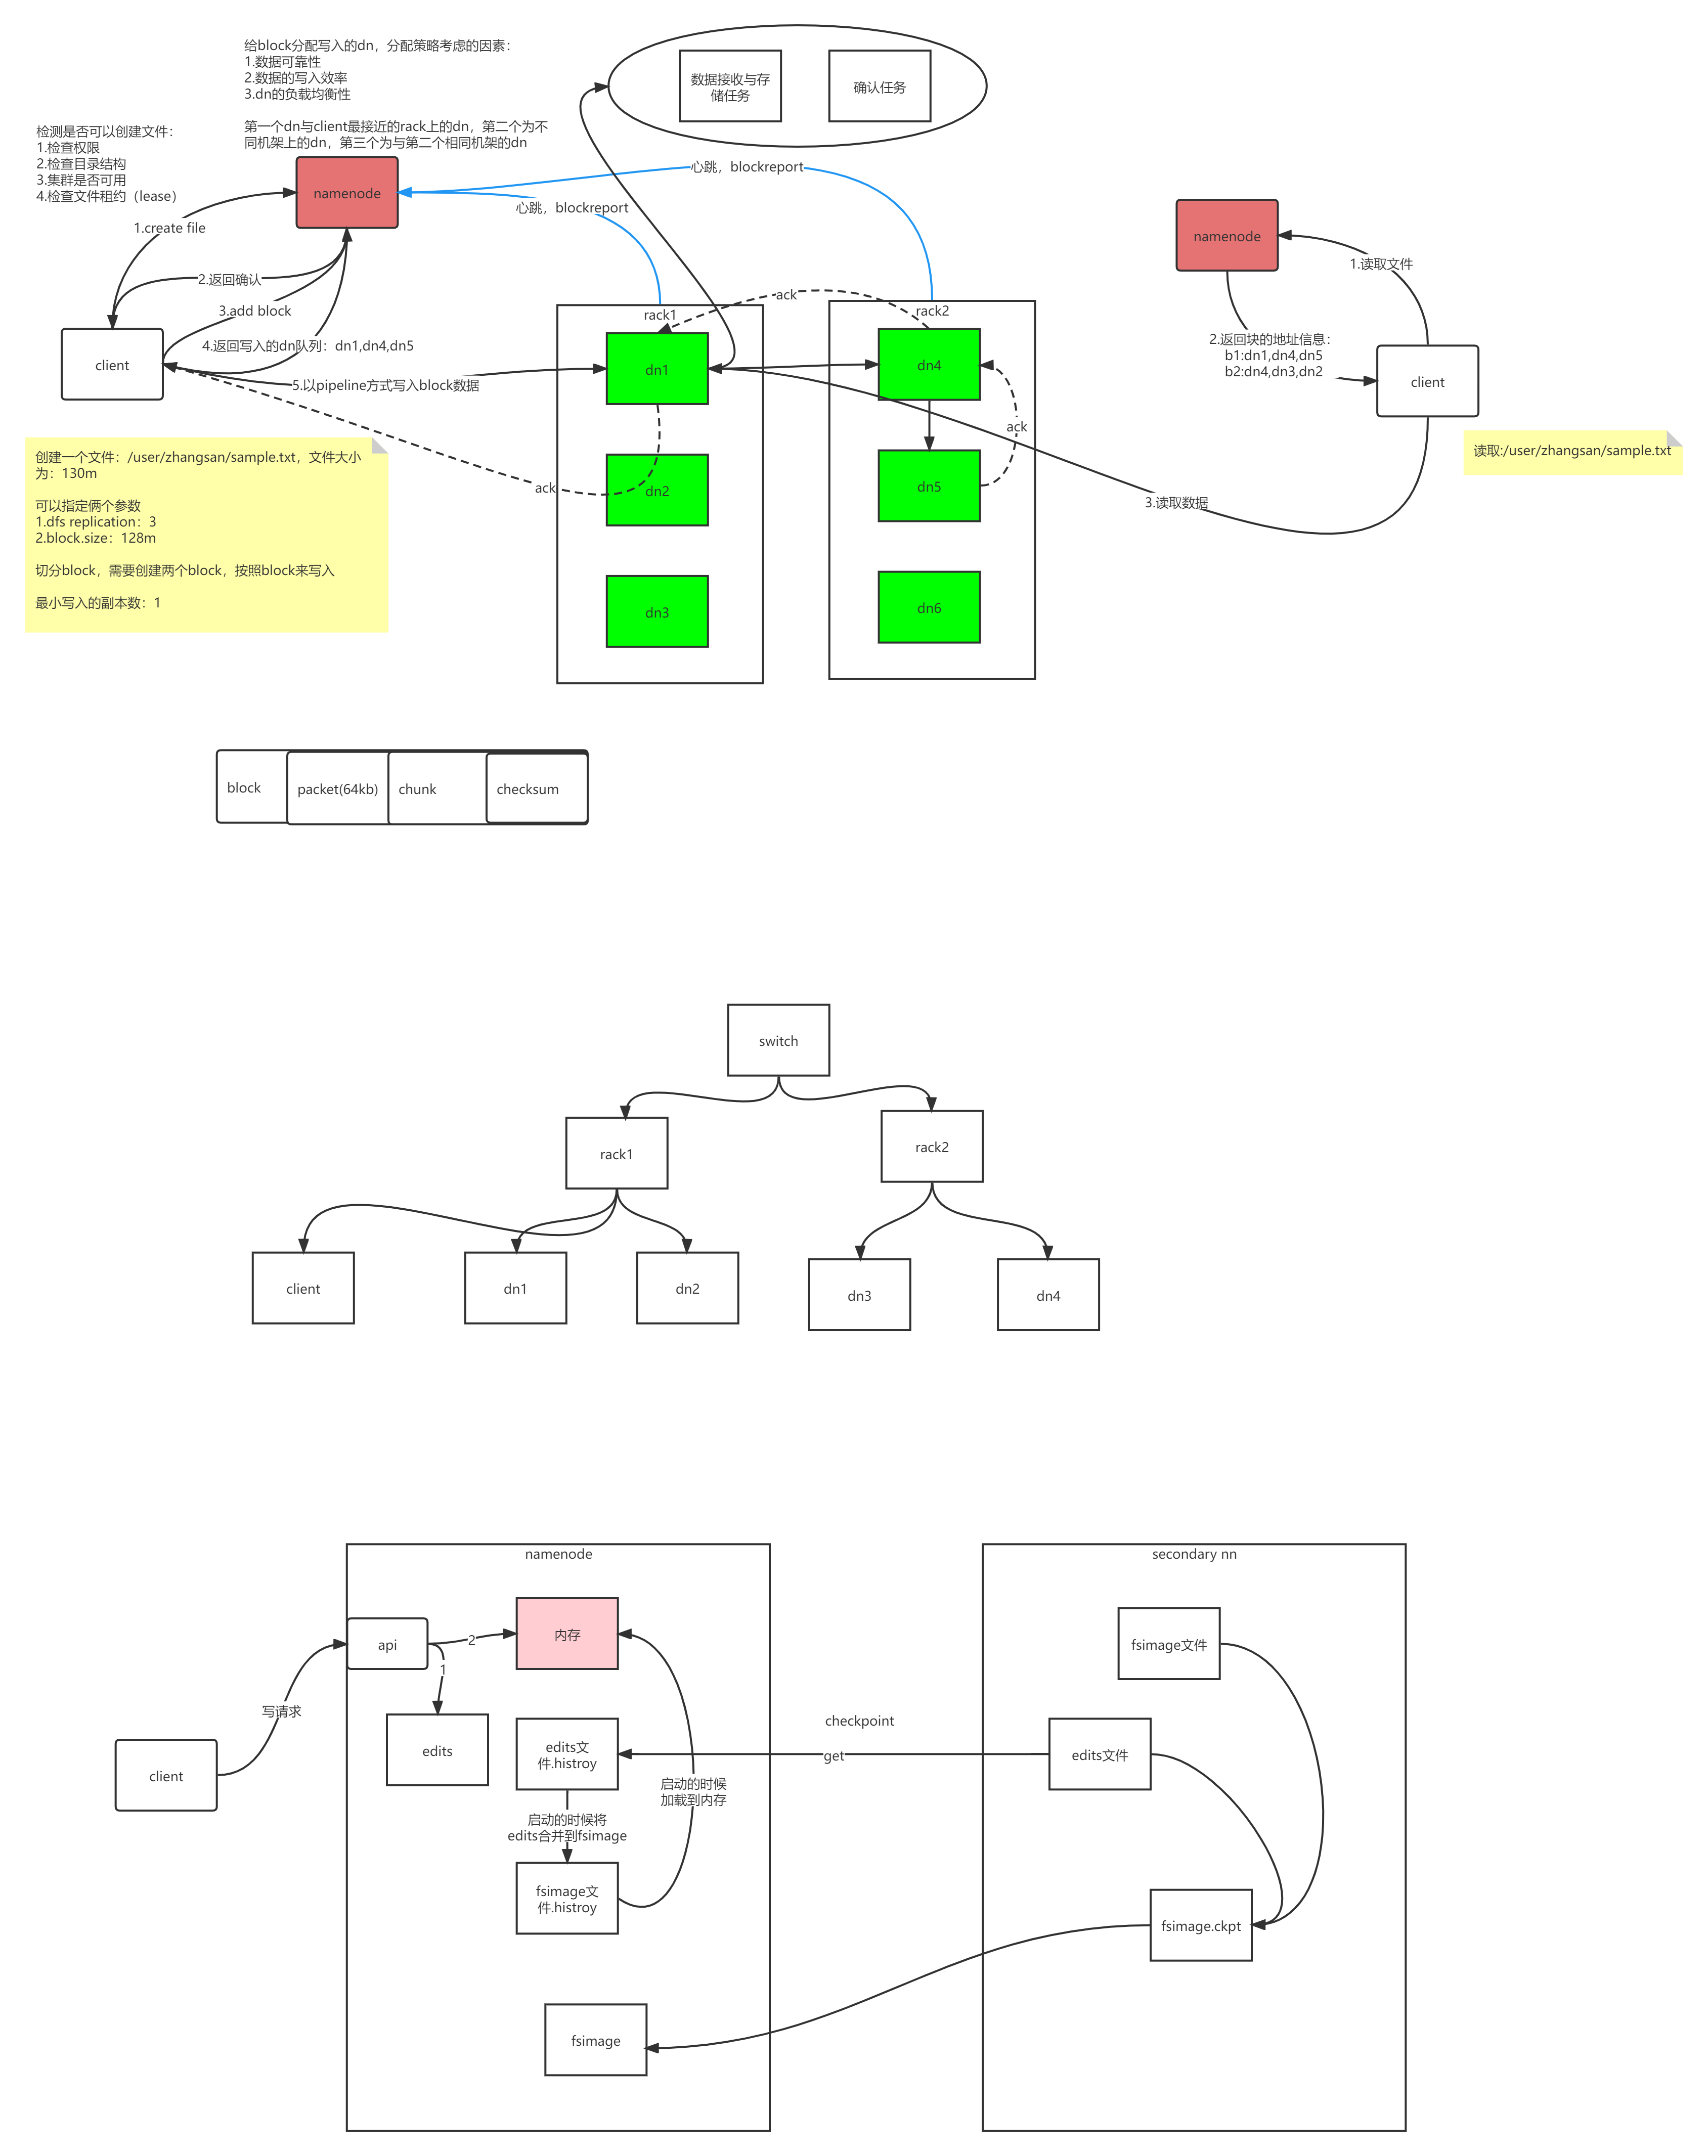 给block分配写入的dn，分配策略考虑的因素：
1.数据可靠性
2.数据的写入效率
3.dn的负载均衡性
第一个dn与client最接近的rack上的dn，第二个为不
同机架上的dn，第三个为与第二个相同机架的dn
数据接收与存
储任务
确认任务
检测是否可以创建文件：
1.检查权限
2.检查目录结构
3.集群是否可用
4.检查文件租约（lease）
namenode
心跳，blockreport
心跳，blockreport
1.create file
2.返回确认
3.add block
4.返回写入的dn队列：dn1,dn4,dn5
client
5.以pipeline方式写入block数据
ack
rack1
dn1
dn2
dn3
ack
rack2
dn4
ack
dn5
dn6
namenode
1.读取文件
2.返回块的地址信息：
b1:dn1,dn4,dn5
b2:dn4,dn3,dn2
client
3.读取数据
读取:/user/zhangsan/sample.txt
创建一个文件：/user/zhangsan/sample.txt，文件大小
为：130m
可以指定俩个参数
1.dfs replication：3
2.block.size：128m
切分block，需要创建两个block，按照block来写入
最小写入的副本数：1
block
packet(64kb)
chunk
checksum
switch
rack1
rack2
client
dn1
dn2
dn3
dn4
namenode
api
2
内存
1
写请求
client
edits
edits文
件.histroy
启动的时候
加载到内存
启动的时候将
edits合并到fsimage
fsimage文
件.histroy
fsimage
checkpoint
get
secondary nn
fsimage文件
edits文件
fsimage.ckpt